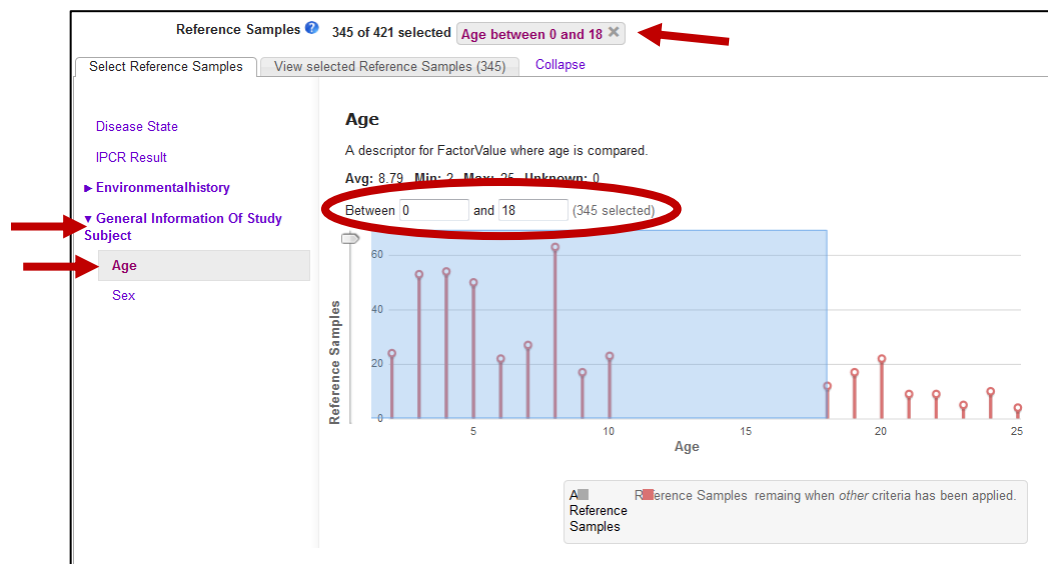 Reference Samples ? 345 of 421 selected Age between 0 and 18 ×
Select Reference Samples View selected Reference Samples (345) Collapse
Disease State
IPCR Result
▶ Environmentalhistory
▼ General Information Of Study
Subject
Age
Sex
Age
A descriptor for FactorValue where age is compared.
Avg: 8.79 Min: 2 Max: 25 Unknown: 0
Between 0 and 18 (345 selected)
Reference Samples
60
40
20
0
5 10 15 20 25
Age
A Reference Samples remaing when other criteria has been applied.
Reference
Samples